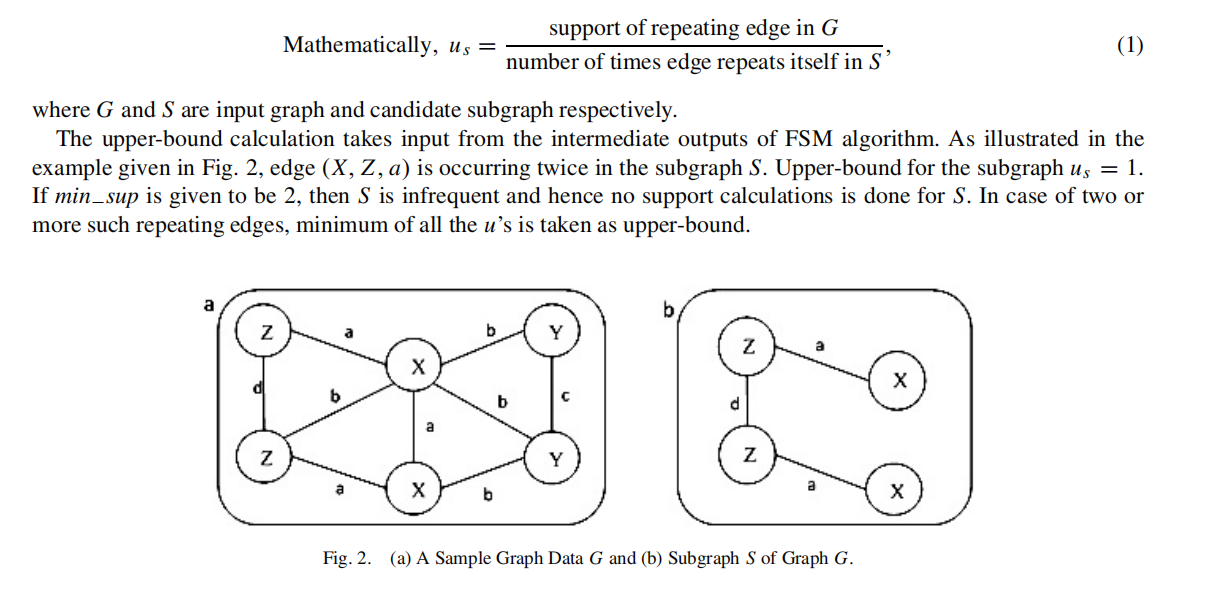 Mathematically, u_s = support of repeating edge in G / number of times edge repeats itself in S , (1)
where G and S are input graph and candidate subgraph respectively.
The upper-bound calculation takes input from the intermediate outputs of FSM algorithm. As illustrated in the
example given in Fig. 2, edge (X, Z, a) is occurring twice in the subgraph S. Upper-bound for the subgraph u_s = 1.
If min_sup is given to be 2, then S is infrequent and hence no support calculations is done for S. In case of two or
more such repeating edges, minimum of all the u's is taken as upper-bound.
a
Z
a
b
Y
X
d
b
b
c
a
Z
Y
a
X
b
b
Z
a
X
d
Z
a
X
Fig. 2. (a) A Sample Graph Data G and (b) Subgraph S of Graph G.